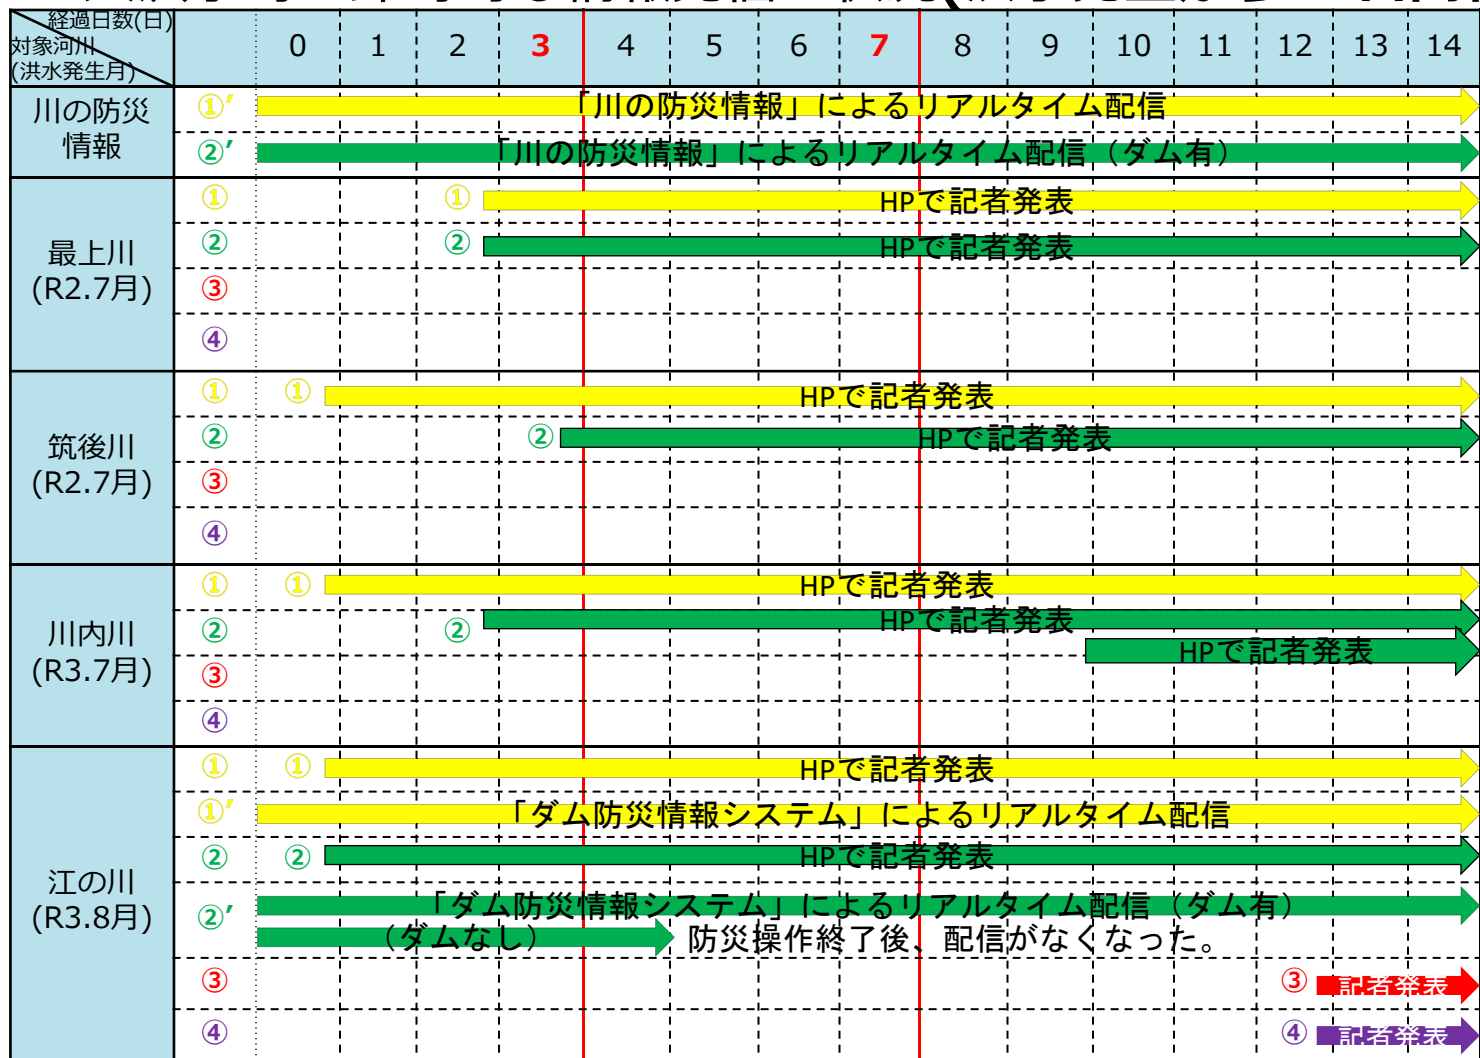 経過日数(日)
対象河川
(洪水発生月)
0 1 2 3 4 5 6 7 8 9 10 11 12 13 14
川の防災
情報
①′ 「川の防災情報」によるリアルタイム配信
②′ 「川の防災情報」によるリアルタイム配信（ダム有）
最上川
(R2.7月)
① ① HPで記者発表
② ② HPで記者発表
③
④
筑後川
(R2.7月)
① ① HPで記者発表
② ② HPで記者発表
③
④
川内川
(R3.7月)
① ① HPで記者発表
② ② HPで記者発表
HPで記者発表
③
④
江の川
(R3.8月)
① ① HPで記者発表
①′ 「ダム防災情報システム」によるリアルタイム配信
② ② HPで記者発表
②′ 「ダム防災情報システム」によるリアルタイム配信（ダム有）
（ダムなし） 防災操作終了後、配信がなくなった。
③ ③ 記者発表
④ ④ 記者発表